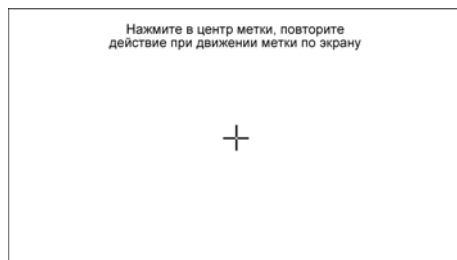 Нажмите в центр метки, повторите
действие при движении метки по экрану